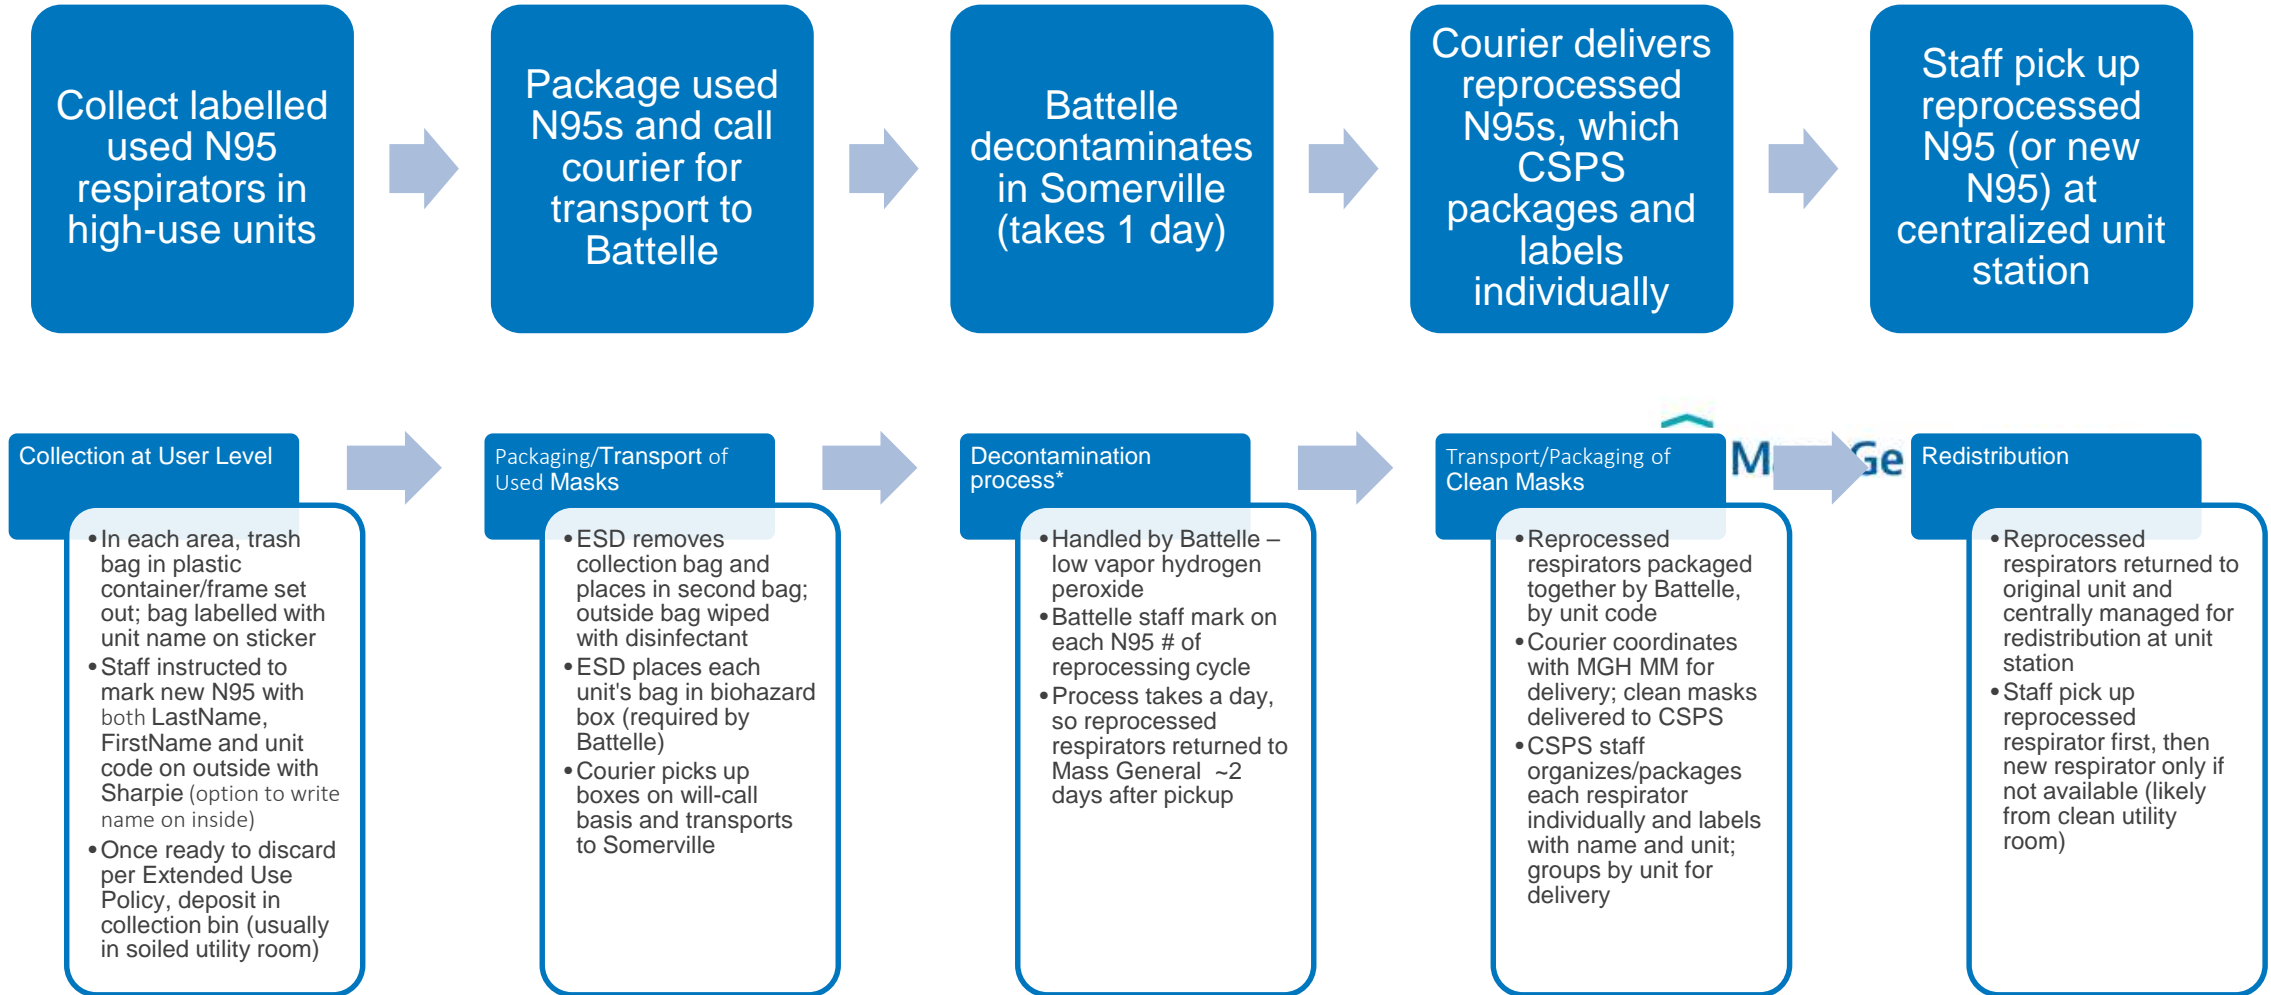 Collect labelled
used N95
respirators in
high-use units
Package used
N95s and call
courier for
transport to
Battelle
Battelle
decontaminates
in Somerville
(takes 1 day)
Courier delivers
reprocessed
N95s, which
CSPS
packages and
labels
individually
Staff pick up
reprocessed
N95 (or new
N95) at
centralized unit
station
Collection at User Level
•In each area, trash
bag in plastic
container/frame set
out; bag labelled with
unit name on sticker
•Staff instructed to
mark new N95 with
both LastName,
FirstName and unit
code on outside with
Sharpie (option to write
name on inside)
•Once ready to discard
per Extended Use
Policy, deposit in
collection bin (usually
in soiled utility room)
Packaging/Transport of
Used Masks
•ESD removes
collection bag and
places in second bag;
outside bag wiped
with disinfectant
•ESD places each
unit's bag in biohazard
box (required by
Battelle)
•Courier picks up
boxes on will-call
basis and transports
to Somerville
Decontamination
process*
•Handled by Battelle –
low vapor hydrogen
peroxide
•Battelle staff mark on
each N95 # of
reprocessing cycle
•Process takes a day,
so reprocessed
respirators returned to
Mass General ~2
days after pickup
Transport/Packaging of
Clean Masks
•Reprocessed
respirators packaged
together by Battelle,
by unit code
•Courier coordinates
with MGH MM for
delivery; clean masks
delivered to CSPS
•CSPS staff
organizes/packages
each respirator
individually and labels
with name and unit;
groups by unit for
delivery
Redistribution
•Reprocessed
respirators returned to
original unit and
centrally managed for
redistribution at unit
station
•Staff pick up
reprocessed
respirator first, then
new respirator only if
not available (likely
from clean utility
room)